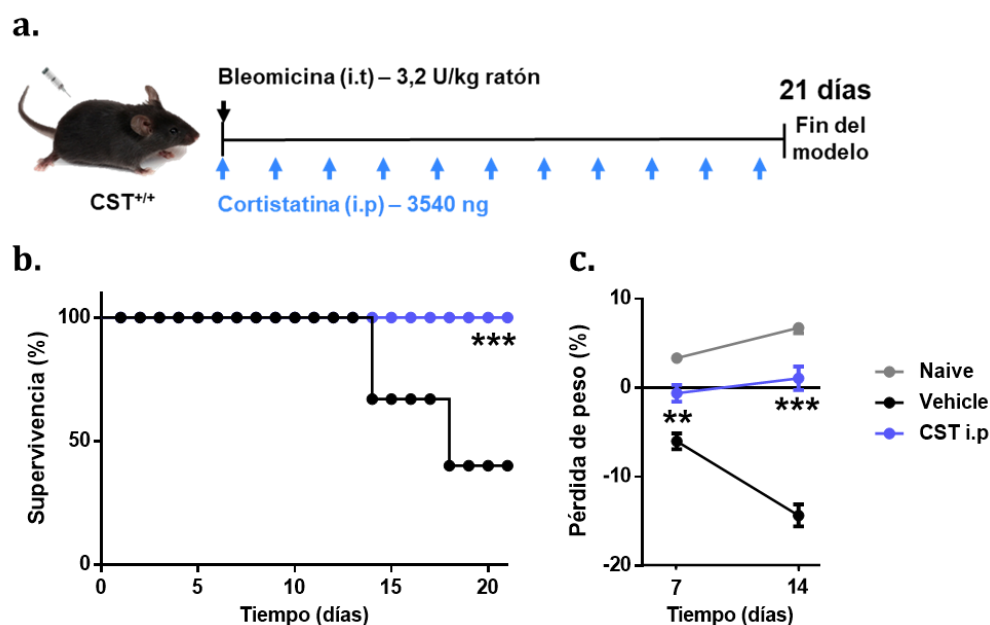 a.
Bleomicina (i.t) – 3,2 U/kg ratón
21 días
Fin del
modelo
CST+/+
Cortistatina (i.p) – 3540 ng
b.
Supervivencia (%)
100
50
0
***
0 5 10 15 20
Tiempo (días)
c.
Pérdida de peso (%)
10
0
-10
-20
**
***
7 14
Tiempo (días)
Naive
Vehicle
CST i.p